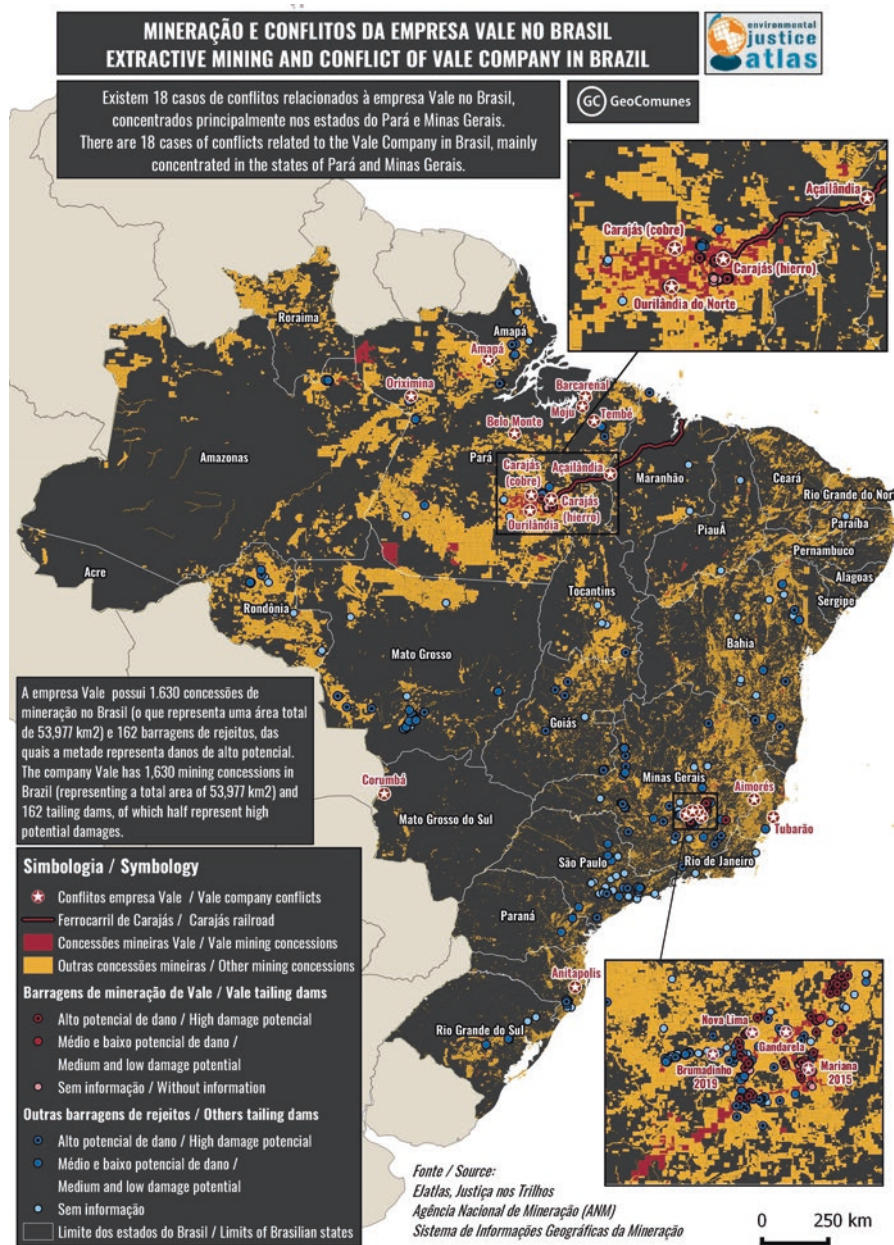 MINERAÇÃO E CONFLITOS DA EMPRESA VALE NO BRASIL
EXTRACTIVE MINING AND CONFLICT OF VALE COMPANY IN BRAZIL
environmental
justice
atlas
Existem 18 casos de conflitos relacionados à empresa Vale no Brasil,
concentrados principalmente nos estados do Pará e Minas Gerais.
There are 18 cases of conflicts related to the Vale Company in Brasil, mainly
concentrated in the states of Pará and Minas Gerais.
GC GeoComunes
Açailândia
Carajás (cobre)
Carajás (hierro)
Ourilândia do Norte
Roraima
Amapá
Amapá
Oriximina
Barcarena
Moju
Tembé
Belo Monte
Amazonas
Pará
Carajás
(cobre)
Açailândia
Maranhão
Ceará
Rio Grande do Nort
Carajás
(hierro)
Ourilândia
PiauÂ
Paraíba
Pernambuco
Acre
Alagoas
Sergipe
Rondônia
Tocantins
Bahia
Mato Grosso
A empresa Vale possui 1.630 concessões de
mineração no Brasil (o que representa uma área total
de 53,977 km2) e 162 barragens de rejeitos, das
quais a metade representa danos de alto potencial.
The company Vale has 1,630 mining concessions in
Brazil (representing a total area of 53,977 km2) and
162 tailing dams, of which half represent high
potential damages.
Goiás
Minas Gerais
Corumbá
Aimorés
Mato Grosso do Sul
Tubarão
São Paulo
Rio de Janeiro
Paraná
Anitapolis
Rio Grande do Sul
Simbologia / Symbology
Conflitos empresa Vale / Vale company conflicts
Ferrocarril de Carajás / Carajás railroad
Concessões mineiras Vale / Vale mining concessions
Outras concessões mineiras / Other mining concessions
Barragens de mineração de Vale / Vale tailing dams
Alto potencial de dano / High damage potential
Médio e baixo potencial de dano /
Medium and low damage potential
Sem informação / Without information
Outras barragens de rejeitos / Others tailing dams
Alto potencial de dano / High damage potential
Médio e baixo potencial de dano /
Medium and low damage potential
Sem informação
Limite dos estados do Brasil / Limits of Brasilian states
Nova Lima
Gandarela
Brumadinho
2019
Mariana
2015
Fonte / Source:
EJatlas, Justiça nos Trilhos
Agência Nacional de Mineração (ANM)
Sistema de Informações Geográficas da Mineração
0 250 km